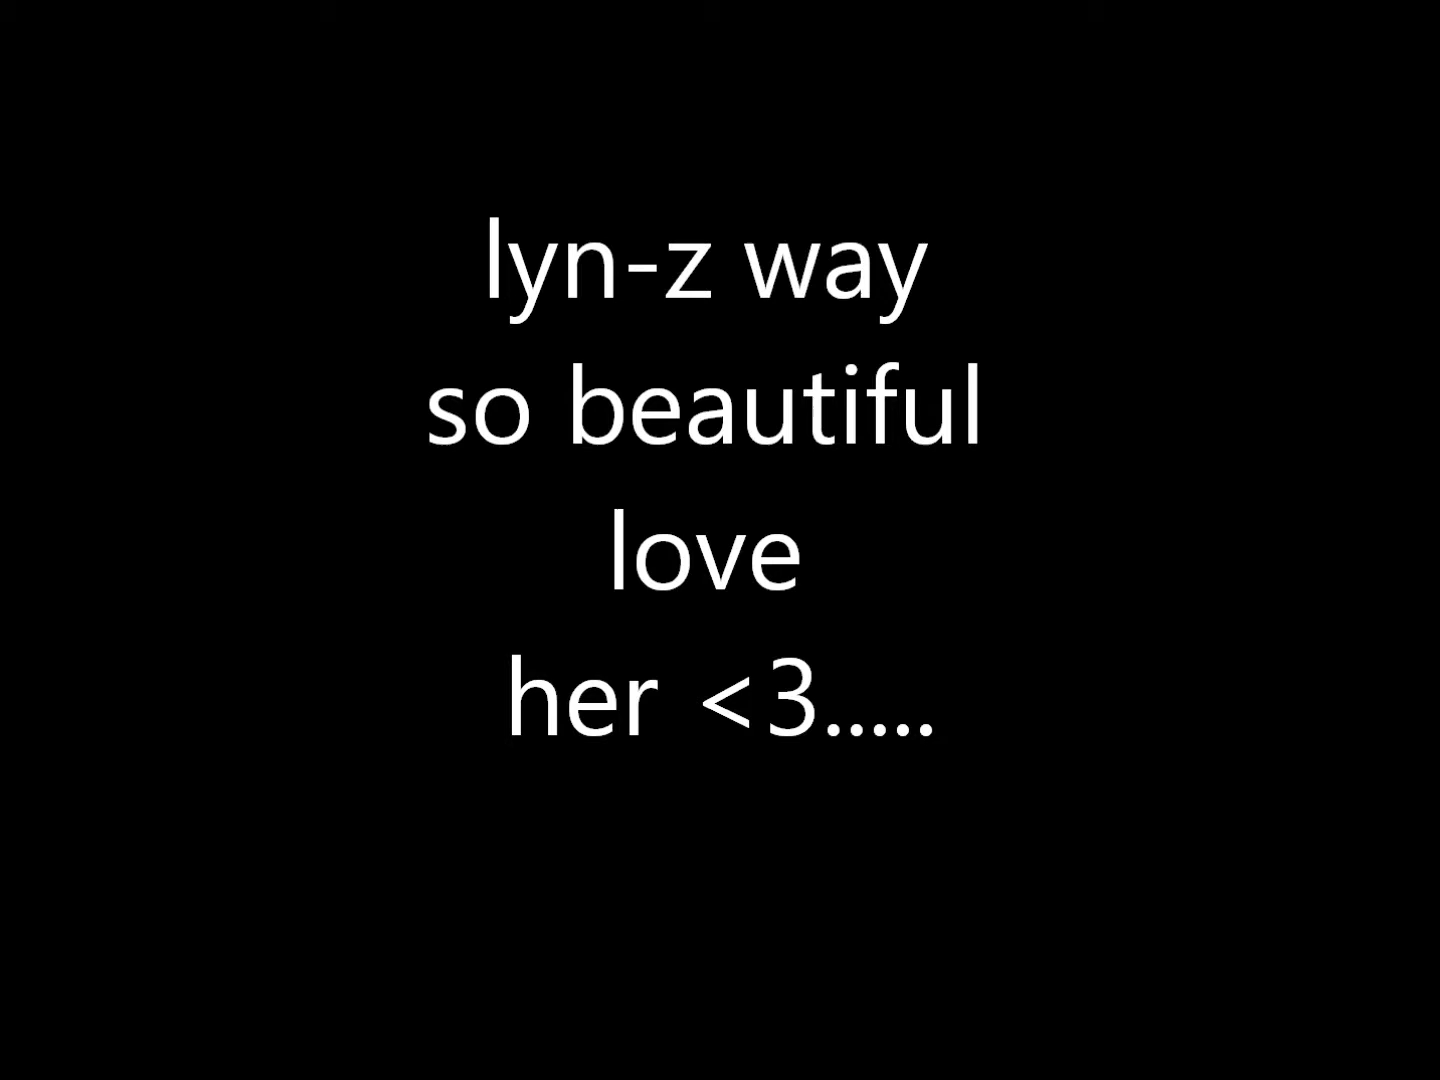 lyn-z way
so beautiful
love
her <3.....